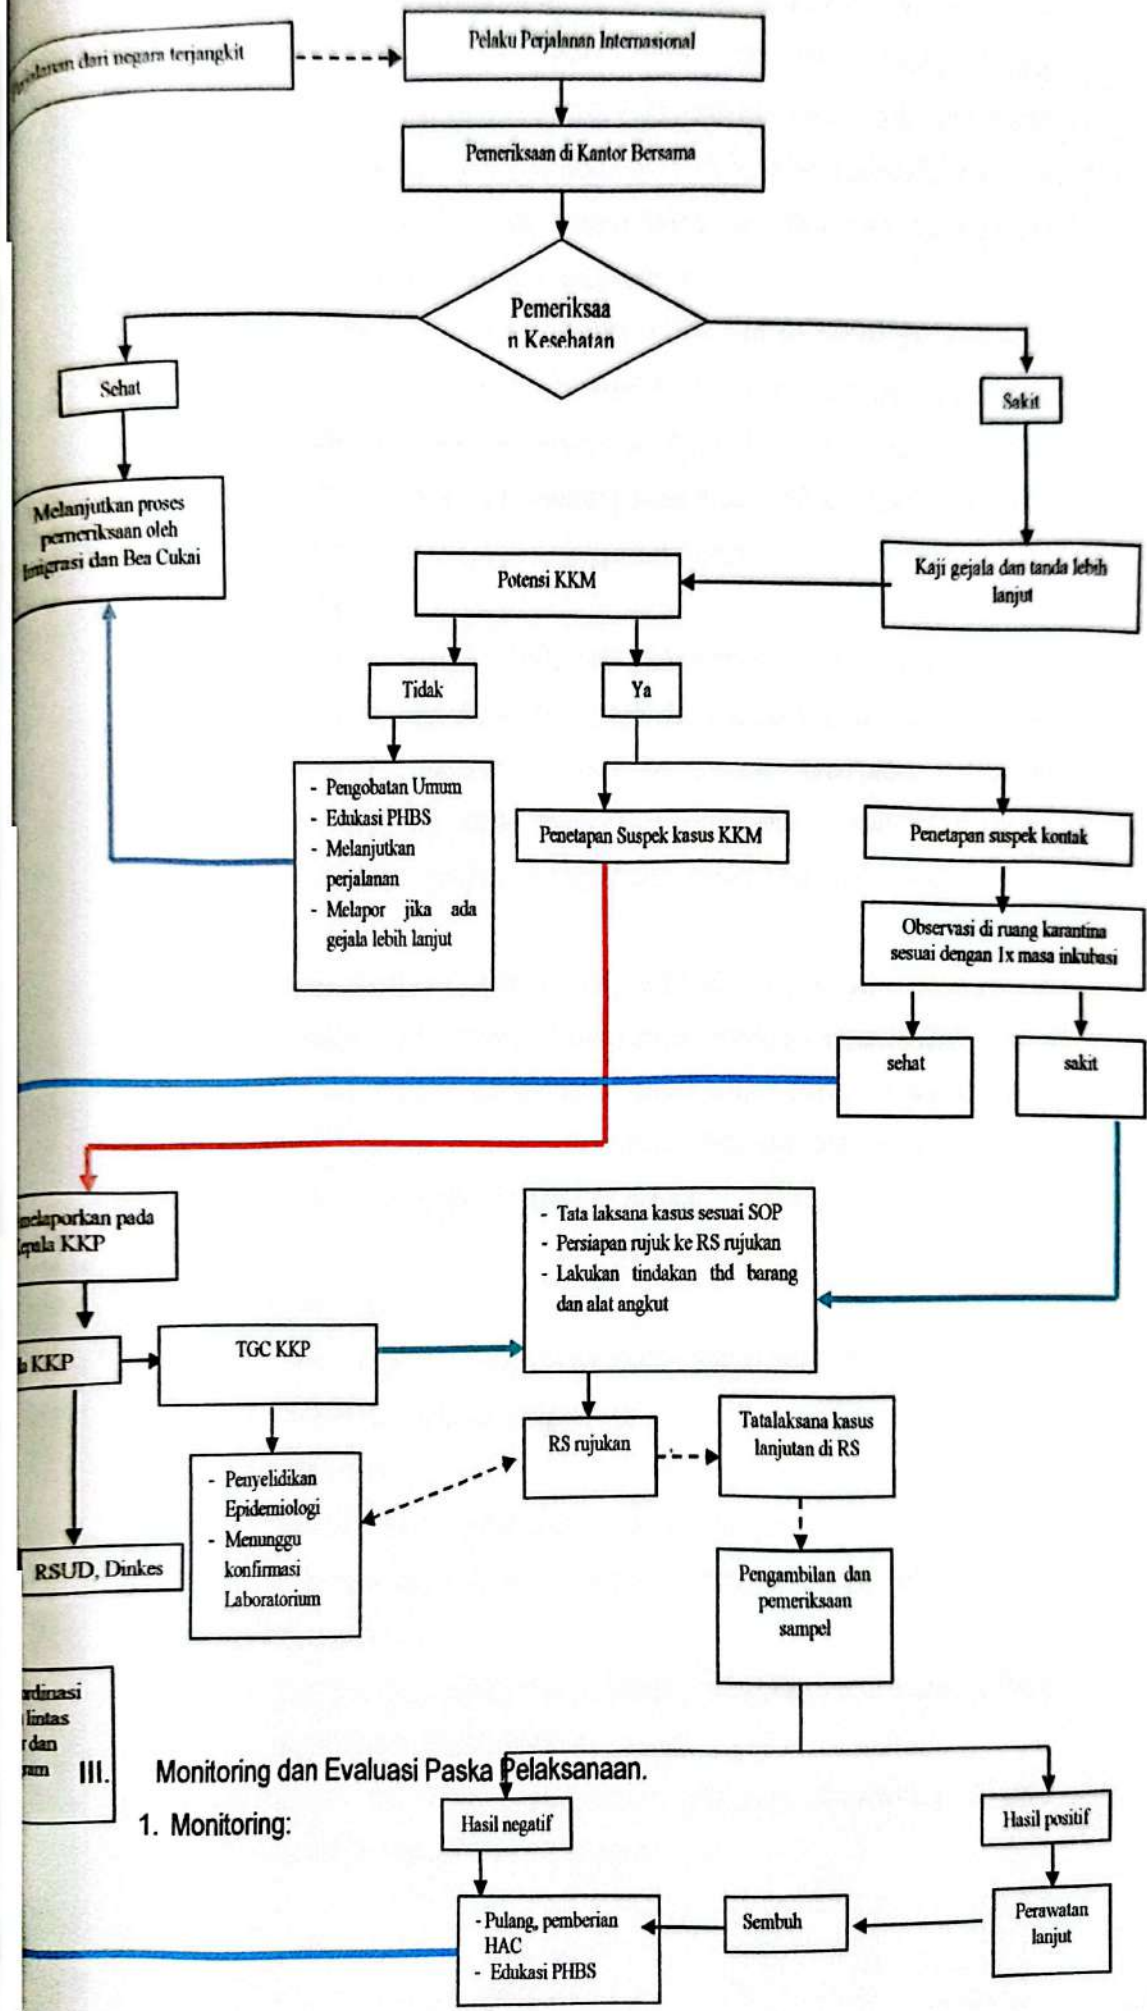 dari negara terjangkit
Pelaku Perjalanan Internasional
Pemeriksaan di Kantor Bersama
Pemeriksaa
n Kesehatan
Sehat
Sakit
Melanjutkan proses
pemeriksaan oleh
Imigrasi dan Bea Cukai
Potensi KKM
Kaji gejala dan tanda lebih
lanjut
Tidak
Ya
- Pengobatan Umum
- Edukasi PHBS
- Melanjutkan
perjalanan
- Melapor jika ada
gejala lebih lanjut
Penetapan Suspek kasus KKM
Penetapan suspek kontak
Observasi di ruang karantina
sesuai dengan 1x masa inkubasi
sehat
sakit
melaporkan pada
Kepala KKP
- Tata laksana kasus sesuai SOP
- Persiapan rujuk ke RS rujukan
- Lakukan tindakan thd barang
dan alat angkut
KKP
TGC KKP
RS rujukan
Tatalaksana kasus
lanjutan di RS
- Penyelidikan
Epidemiologi
- Menunggu
konfirmasi
Laboratorium
RSUD, Dinkes
Pengambilan dan
pemeriksaan
sampel
rdinasi
lintas
r dan
ram
III. Monitoring dan Evaluasi Paska Pelaksanaan.
1. Monitoring:
Hasil negatif
Hasil positif
- Pulang, pemberian
HAC
- Edukasi PHBS
Sembuh
Perawatan
lanjut